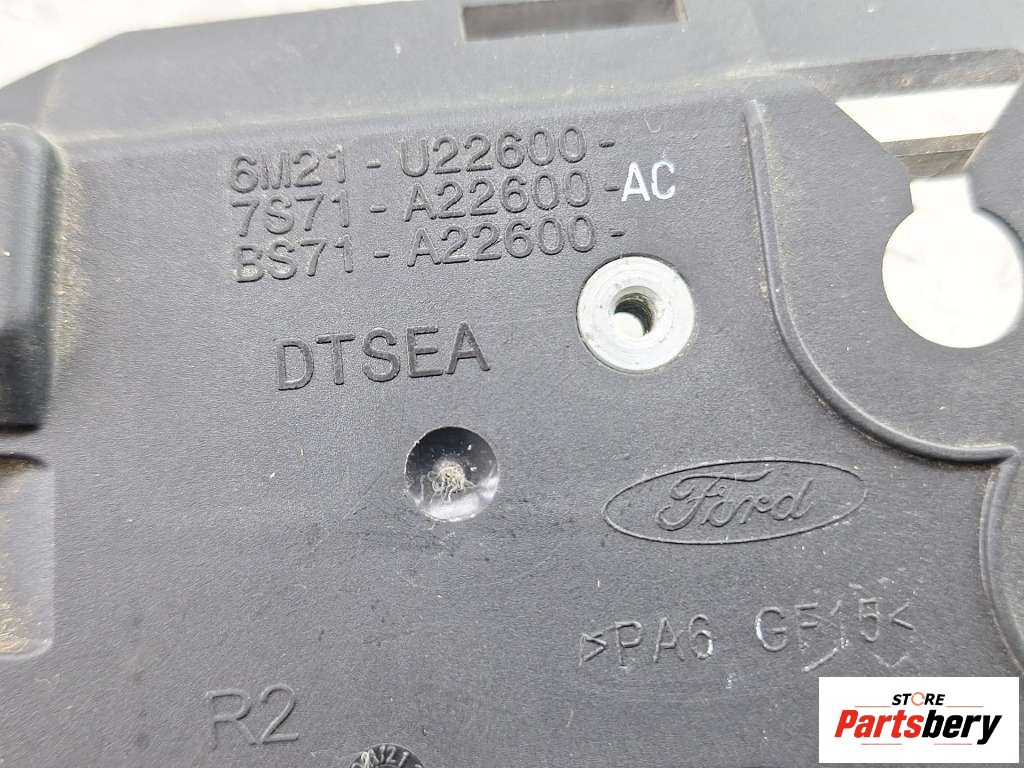 6M21 - U22600 -
7S71 - A22600 - AC
BS71 - A22600 -
DTSEA
Ford
>PA6 GF15<
R2
STORE
Partsbery